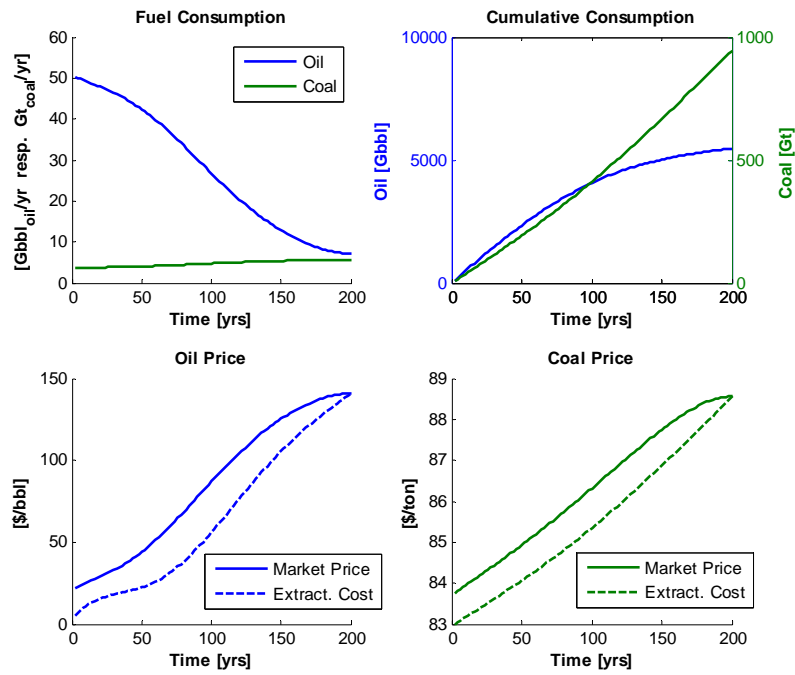 Fuel Consumption
[Gbbl_oil/yr resp. Gt_coal/yr]
60
50
40
30
20
10
0
Oil
Coal
0 50 100 150 200
Time [yrs]
Cumulative Consumption
Oil [Gbbl]
10000
5000
0
1000
500
0
Coal [Gt]
0 50 100 150 200
Time [yrs]
Oil Price
[$/bbl]
150
100
50
0
Market Price
Extract. Cost
0 50 100 150 200
Time [yrs]
Coal Price
[$/ton]
89
88
87
86
85
84
83
Market Price
Extract. Cost
0 50 100 150 200
Time [yrs]